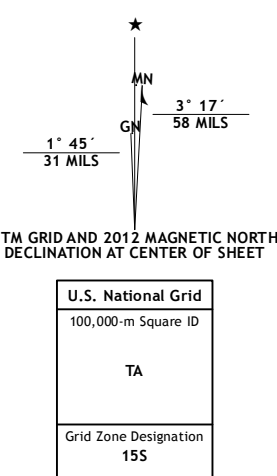 ★
MN
3° 17´
GN
58 MILS
1° 45´
31 MILS
TM GRID AND 2012 MAGNETIC NORTH
DECLINATION AT CENTER OF SHEET
U.S. National Grid
100,000-m Square ID
TA
Grid Zone Designation
15S